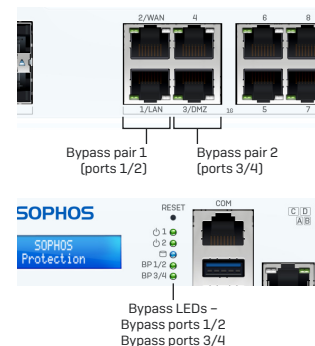 2/WAN 4 6 8
1/LAN 3/DMZ 10 5 7
Bypass pair 1
(ports 1/2)
Bypass pair 2
(ports 3/4)
SOPHOS
RESET
COM
C D
A B
1
2
SOPHOS
Protection
BP 1/2
BP 3/4
Bypass LEDs –
Bypass ports 1/2
Bypass ports 3/4